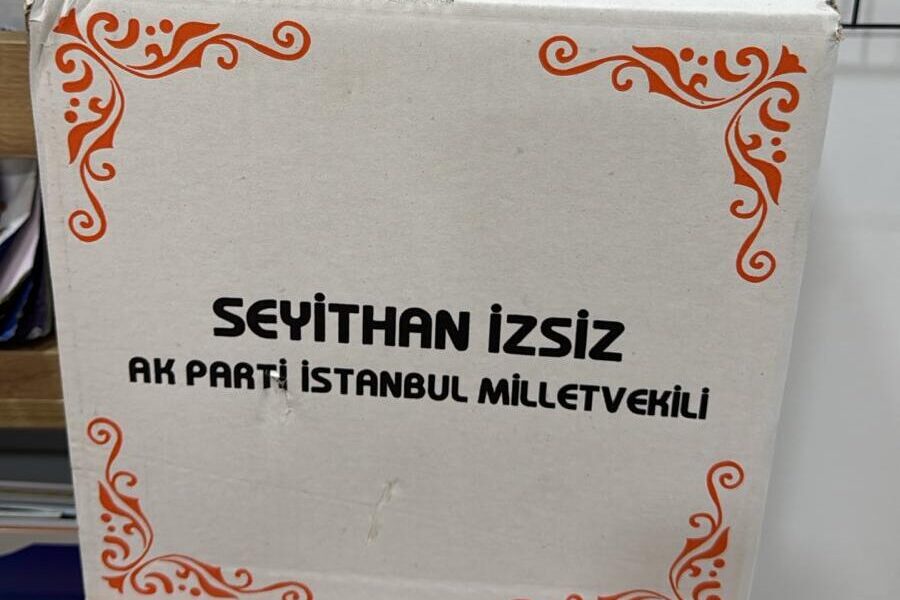 SEYİTHAN İZSİZ
AK PARTİ İSTANBUL MİLLETVEKİLİ